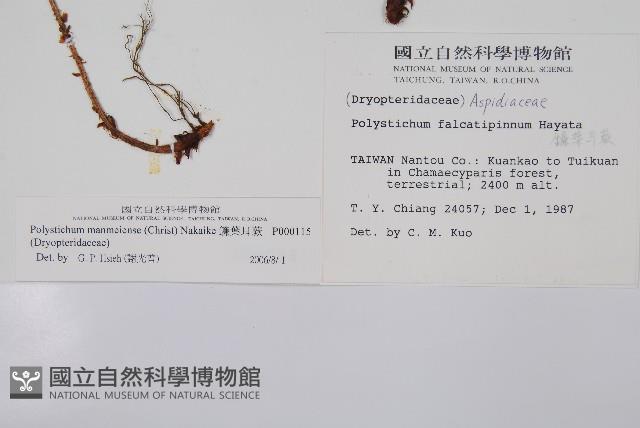 國立自然科學博物館
NATIONAL MUSEUM OF NATURAL SCIENCE
TAICHUNG, TAIWAN, R.O.CHINA
(Dryopteridaceae) Aspidiaceae
Polystichum falcatipinnum Hayata
TAIWAN Nantou Co.: Kuankao to Tuikuan
in Chamaecyparis forest,
terrestrial; 2400 m alt.
T. Y. Chiang 24057; Dec 1, 1987
Det. by C. M. Kuo
國立自然科學博物館
NATIONAL MUSEUM OF NATURAL SCIENCE, TAICHUNG, TAIWAN, R.O.CHINA
Polystichum manmeiense (Christ) Nakaike 鐮葉耳蕨 P000115
(Dryopteridaceae)
Det. by G. P. Hsieh (謝光普) 2006/8/1
國立自然科學博物館
NATIONAL MUSEUM OF NATURAL SCIENCE